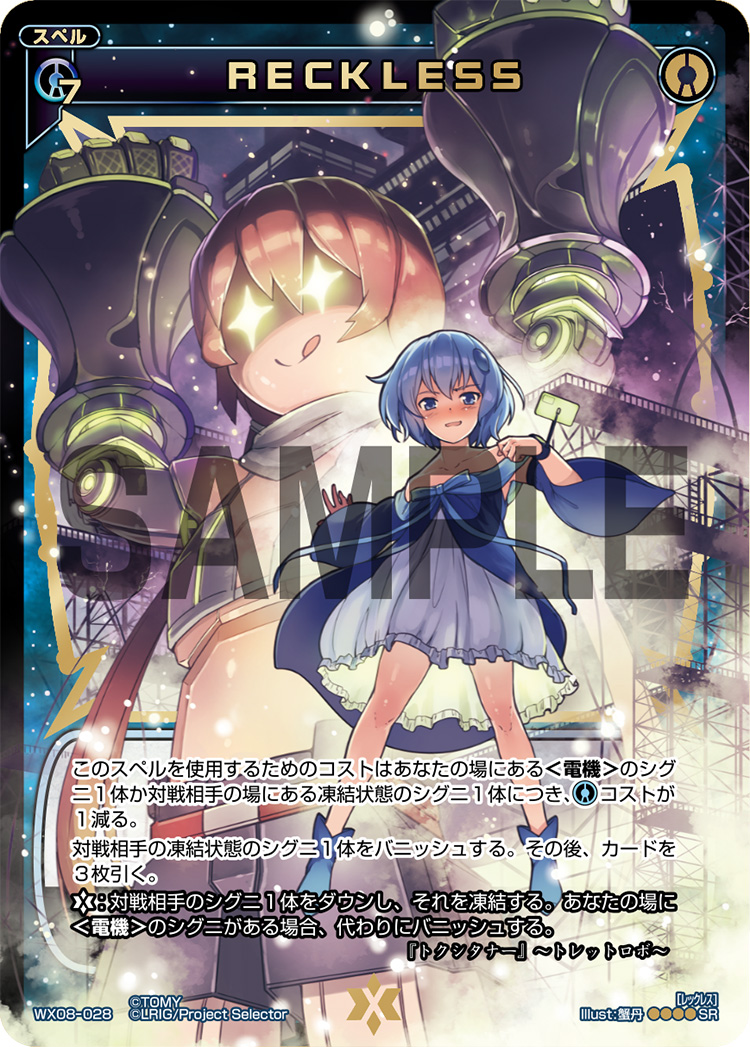 スペル
7
RECKLESS
SAMPLE
このスペルを使用するためのコストはあなたの場にある＜電機＞のシグ
ニ１体か対戦相手の場にある凍結状態のシグニ１体につき、コストが
１減る。
対戦相手の凍結状態のシグニ１体をバニッシュする。その後、カードを
３枚引く。
：対戦相手のシグニ１体をダウンし、それを凍結する。あなたの場に
＜電機＞のシグニがある場合、代わりにバニッシュする。
『トクシタナー』～トレットロボ～
WX08-028
©TOMY
©LRIG/Project Selector
[レックレス]
Illust:蟹丹 SR